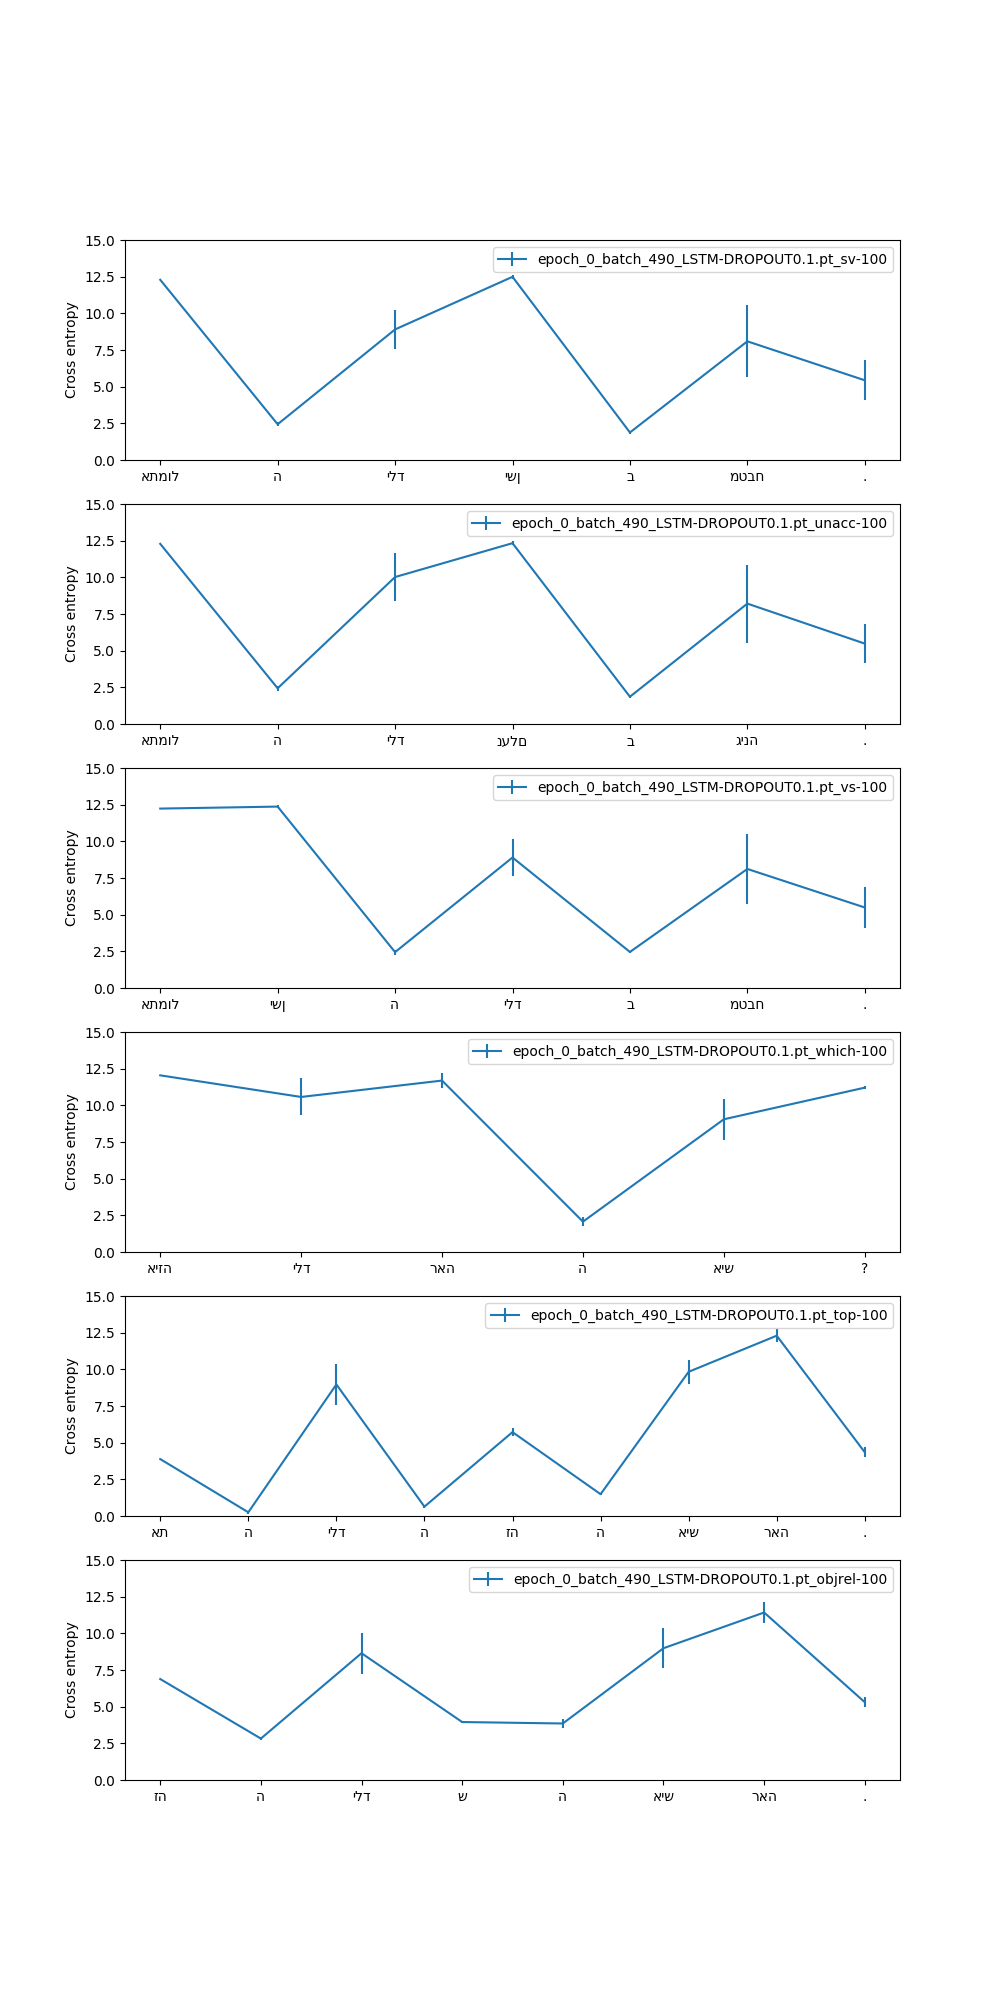 15.0
12.5
10.0
7.5
5.0
2.5
0.0
Cross entropy
epoch_0_batch_490_LSTM-DROPOUT0.1.pt_sv-100
אתמול ה ילד ישן ב מטבח .
15.0
12.5
10.0
7.5
5.0
2.5
0.0
Cross entropy
epoch_0_batch_490_LSTM-DROPOUT0.1.pt_unacc-100
אתמול ה ילד נעלם ב גינה .
15.0
12.5
10.0
7.5
5.0
2.5
0.0
Cross entropy
epoch_0_batch_490_LSTM-DROPOUT0.1.pt_vs-100
אתמול ישן ה ילד ב מטבח .
15.0
12.5
10.0
7.5
5.0
2.5
0.0
Cross entropy
epoch_0_batch_490_LSTM-DROPOUT0.1.pt_which-100
איזה ילד ראה ה איש ?
15.0
12.5
10.0
7.5
5.0
2.5
0.0
Cross entropy
epoch_0_batch_490_LSTM-DROPOUT0.1.pt_top-100
את ה ילד ה זה ה איש ראה .
15.0
12.5
10.0
7.5
5.0
2.5
0.0
Cross entropy
epoch_0_batch_490_LSTM-DROPOUT0.1.pt_objrel-100
זה ה ילד ש ה איש ראה .